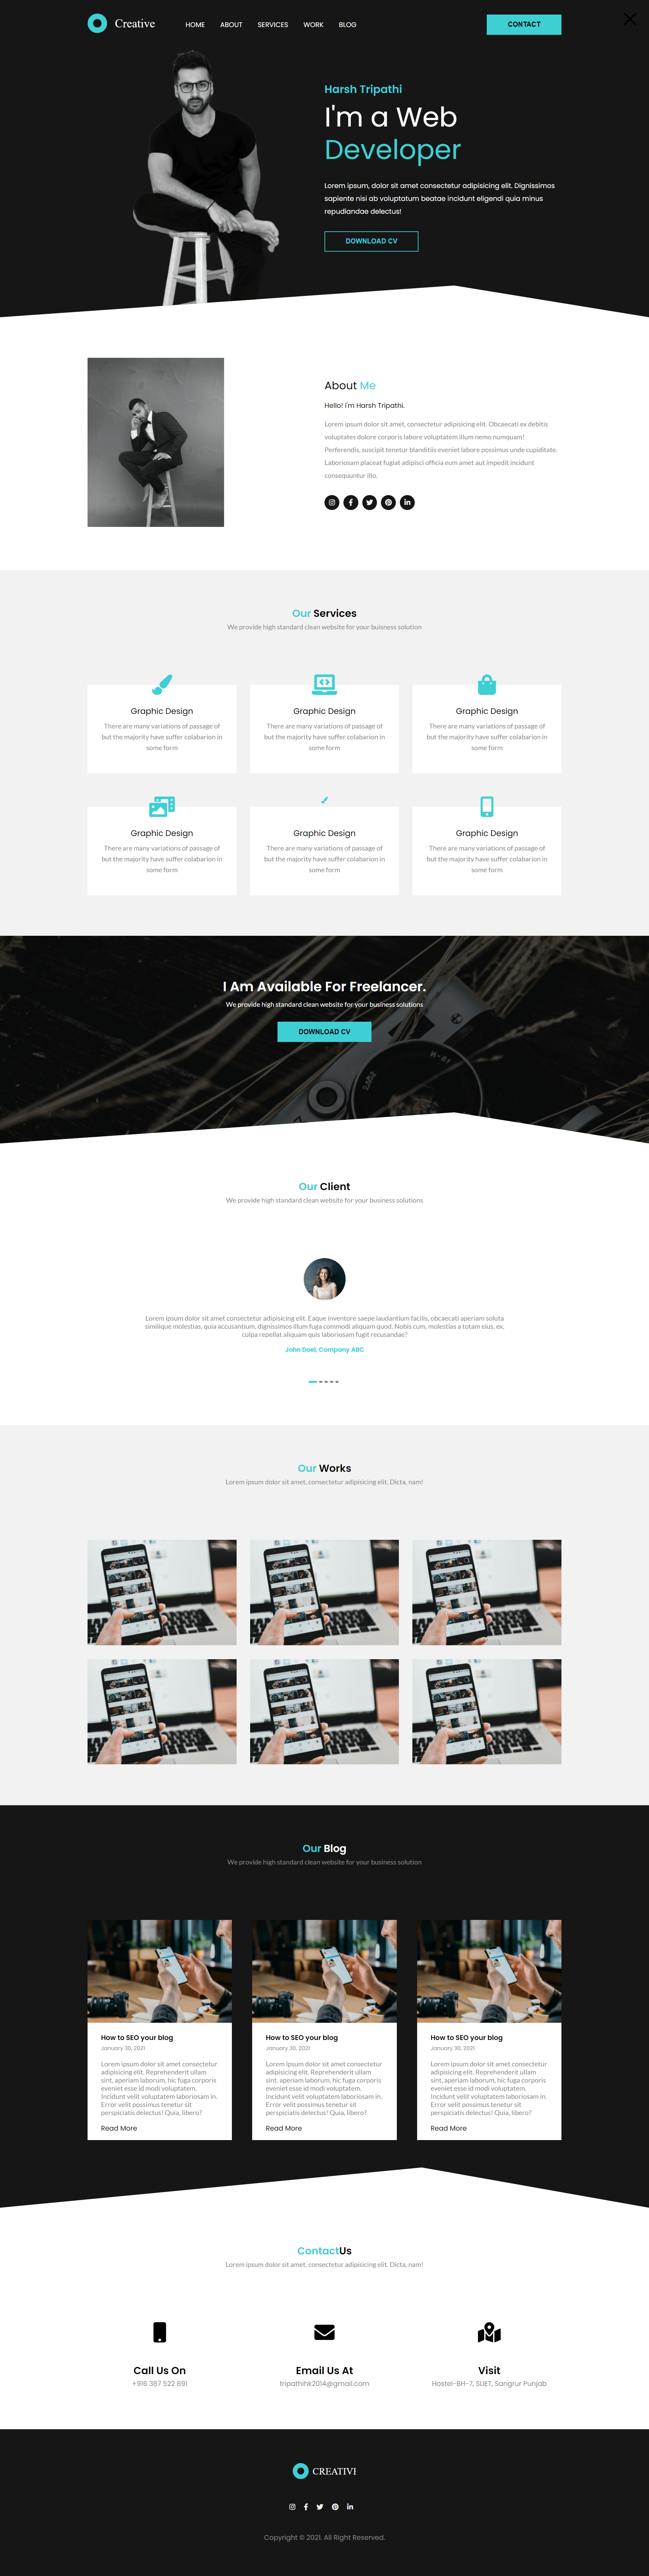 Creative
HOME ABOUT SERVICES WORK BLOG
CONTACT
Harsh Tripathi
I'm a Web
Developer
Lorem ipsum, dolor sit amet consectetur adipisicing elit. Dignissimos
sapiente nisi ab voluptatum beatae incidunt eligendi quia minus
repudiandae delectus!
DOWNLOAD CV
About Me
Hello! I'm Harsh Tripathi.
Lorem ipsum dolor sit amet, consectetur adipisicing elit. Obcaecati ex debitis
voluptates dolore corporis labore voluptatem illum nemo numquam!
Perferendis, suscipit tenetur blanditiis eveniet labore possimus unde cupiditate.
Laboriosam placeat fugiat adipisci officia eum amet aut impedit incidunt
consequuntur illo.
Our Services
We provide high standard clean website for your buisness solution
Graphic Design
There are many variations of passage of
but the majority have suffer colabarion in
some form
Graphic Design
There are many variations of passage of
but the majority have suffer colabarion in
some form
Graphic Design
There are many variations of passage of
but the majority have suffer colabarion in
some form
Graphic Design
There are many variations of passage of
but the majority have suffer colabarion in
some form
Graphic Design
There are many variations of passage of
but the majority have suffer colabarion in
some form
Graphic Design
There are many variations of passage of
but the majority have suffer colabarion in
some form
I Am Available For Freelancer.
We provide high standard clean website for your business solutions
DOWNLOAD CV
Our Client
We provide high standard clean website for your business solutions
Lorem ipsum dolor sit amet consectetur adipisicing elit. Eaque inventore saepe laudantium facilis, obcaecati aperiam soluta
similique molestias, quia accusantium, dignissimos illum fuga commodi aliquam quod. Nobis cum, molestias a totam eius, ex,
culpa repellat aliquam quis laboriosam fugit recusandae?
John Doel, Company ABC
Our Works
Lorem ipsum dolor sit amet, consectetur adipisicing elit. Dicta, nam!
Our Blog
We provide high standard clean website for your business solution
How to SEO your blog
January 30, 2021
Lorem ipsum dolor sit amet consectetur
adipisicing elit. Reprehenderit ullam
sint, aperiam laborum, hic fuga corporis
eveniet esse id modi voluptatem.
Incidunt velit voluptatem laboriosam in.
Error velit possimus tenetur sit
perspiciatis delectus! Quia, libero?
Read More
How to SEO your blog
January 30, 2021
Lorem ipsum dolor sit amet consectetur
adipisicing elit. Reprehenderit ullam
sint, aperiam laborum, hic fuga corporis
eveniet esse id modi voluptatem.
Incidunt velit voluptatem laboriosam in.
Error velit possimus tenetur sit
perspiciatis delectus! Quia, libero?
Read More
How to SEO your blog
January 30, 2021
Lorem ipsum dolor sit amet consectetur
adipisicing elit. Reprehenderit ullam
sint, aperiam laborum, hic fuga corporis
eveniet esse id modi voluptatem.
Incidunt velit voluptatem laboriosam in.
Error velit possimus tenetur sit
perspiciatis delectus! Quia, libero?
Read More
ContactUs
Lorem ipsum dolor sit amet, consectetur adipisicing elit. Dicta, nam!
Call Us On
+916 387 522 891
Email Us At
tripathihk2014@gmail.com
Visit
Hostel-BH-7, SLIET, Sangrur Punjab
CREATIVI
Copyright © 2021. All Right Reserved.